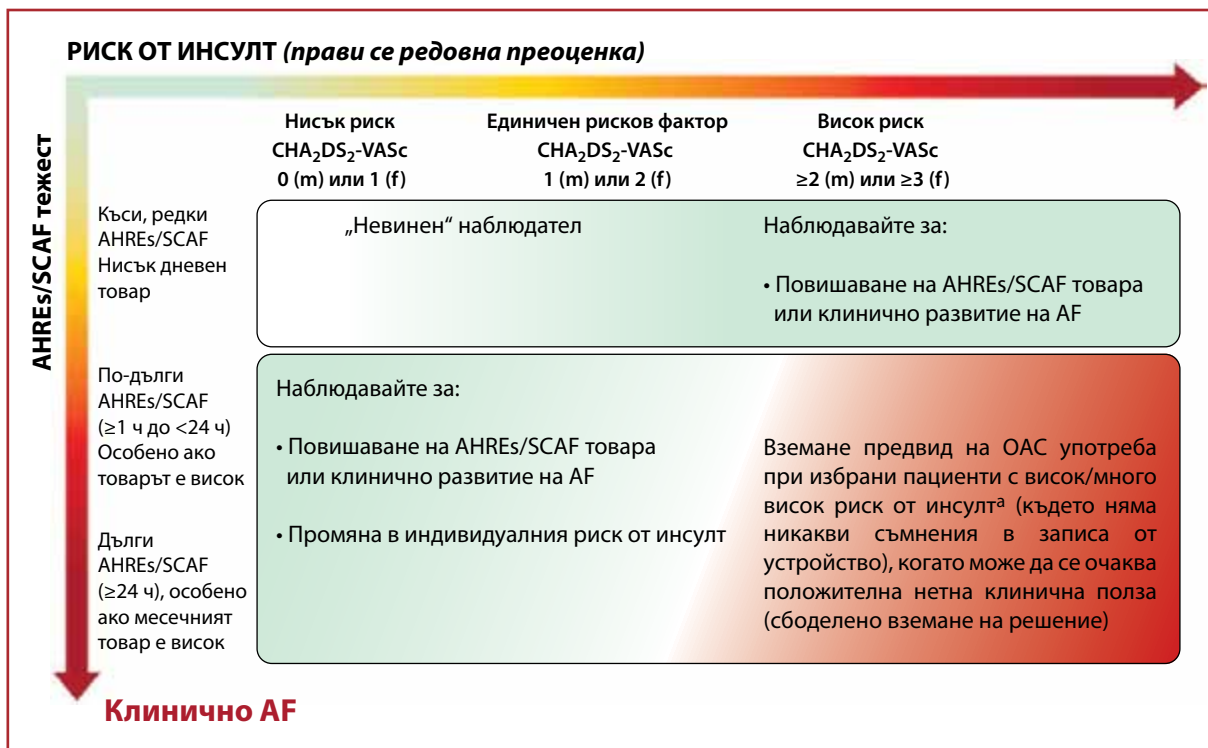 РИСК ОТ ИНСУЛТ (прави се редовна преоценка)
AHREs/SCAF тежест
Нисък риск
CHA₂DS₂-VASc
0 (m) или 1 (f)
Единичен рисков фактор
CHA₂DS₂-VASc
1 (m) или 2 (f)
Висок риск
CHA₂DS₂-VASc
≥2 (m) или ≥3 (f)
Къси, редки
AHREs/SCAF
Нисък дневен
товар
„Невинен“ наблюдател
Наблюдавайте за:
• Повишаване на AHREs/SCAF товара
или клинично развитие на AF
По-дълги
AHREs/SCAF
(≥1 ч до <24 ч)
Особено ако
товарът е висок
Дълги
AHREs/SCAF
(≥24 ч), особено
ако месечният
товар е висок
Наблюдавайте за:
• Повишаване на AHREs/SCAF товара
или клинично развитие на AF
• Промяна в индивидуалния риск от инсулт
Вземане предвид на ОАС употреба
при избрани пациенти с висок/много
висок риск от инсултᵃ (където няма
никакви съмнения в записа от
устройство), когато може да се очаква
положителна нетна клинична полза
(сбоделено вземане на решение)
Клинично AF